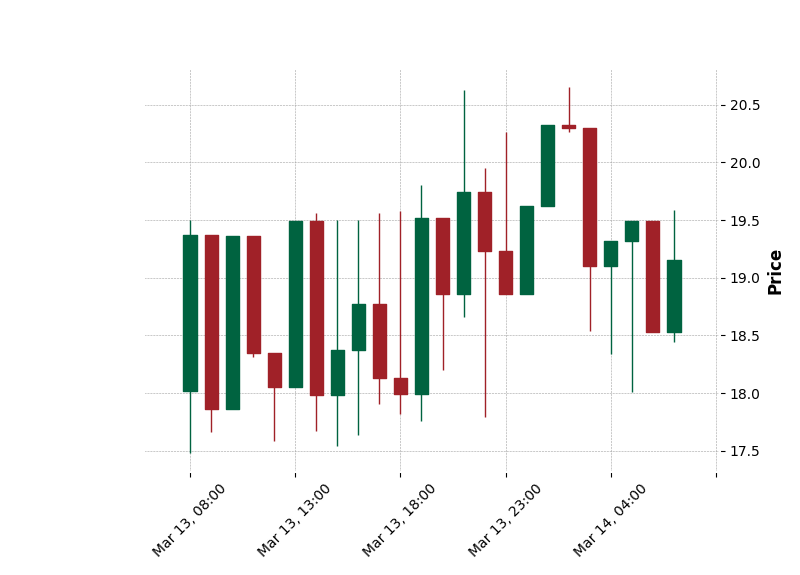 20.5
20.0
19.5
19.0
18.5
18.0
17.5
Price
Mar 13, 08:00
Mar 13, 13:00
Mar 13, 18:00
Mar 13, 23:00
Mar 14, 04:00